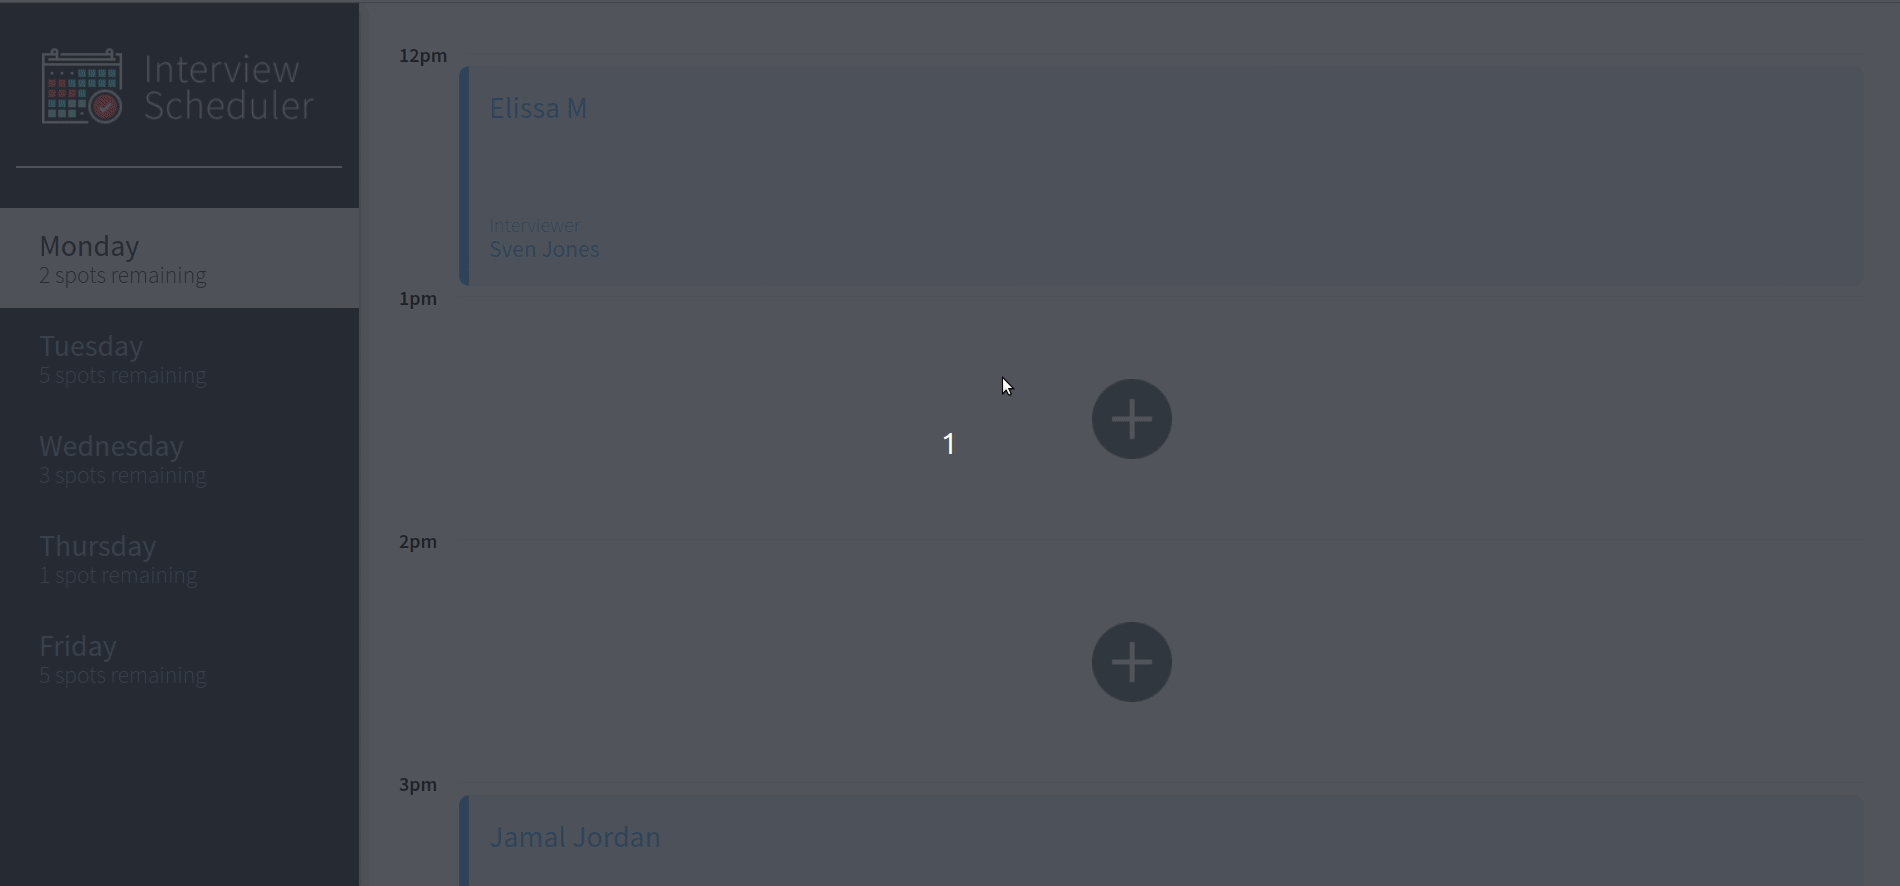 Interview
Scheduler
Monday
2 spots remaining
Tuesday
5 spots remaining
Wednesday
3 spots remaining
Thursday
1 spot remaining
Friday
5 spots remaining
12pm
Elissa M
Interviewer
Sven Jones
1pm
1
2pm
3pm
Jamal Jordan